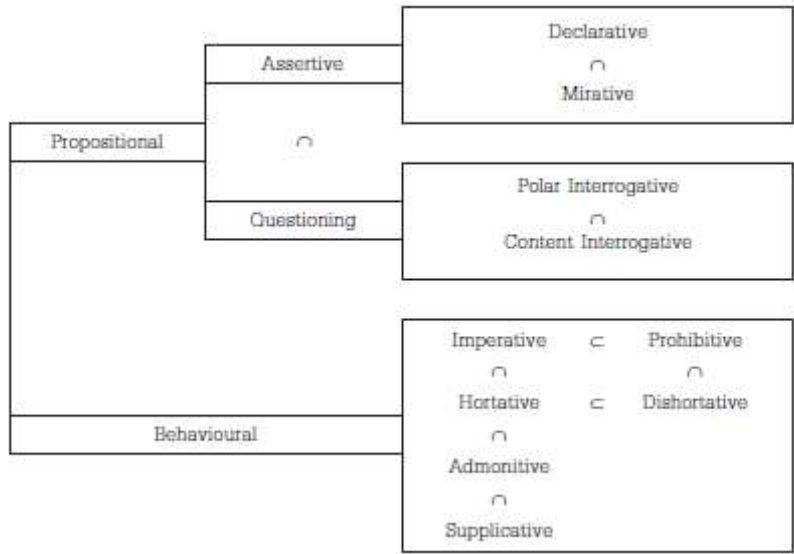 Declarative
∩
Mirative
Assertive
Propositional
∩
Questioning
Polar Interrogative
∩
Content Interrogative
Imperative ⊂ Prohibitive
∩ ∩
Hortative ⊂ Dishortative
∩
Admonitive
∩
Supplicative
Behavioural